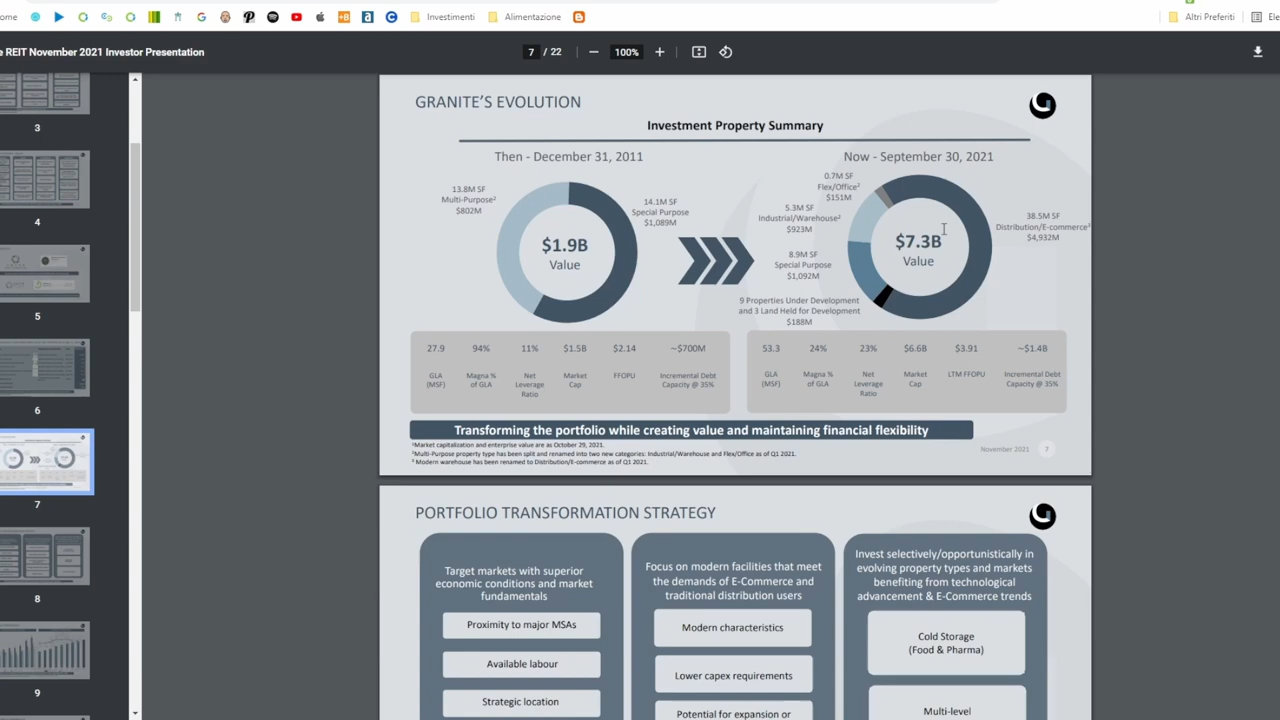 ome
Investimenti
Alimentazione
Altri Preferiti
Ele
e REIT November 2021 Investor Presentation
7 / 22
100%
3
4
5
6
7
8
9
GRANITE'S EVOLUTION
Investment Property Summary
Then - December 31, 2011
13.8M SF
Multi-Purpose²
$802M
14.1M SF
Special Purpose
$1,089M
$1.9B
Value
Now - September 30, 2021
0.7M SF
Flex/Office²
$151M
5.3M SF
Industrial/Warehouse²
$923M
8.9M SF
Special Purpose
$1,092M
9 Properties Under Development
and 3 Land Held for Development
$188M
38.5M SF
Distribution/E-commerce³
$4,932M
$7.3B
Value
27.9 94% 11% $1.5B $2.14 ~$700M
GLA Magna % Net Market FFOPU Incremental Debt
(MSF) of GLA Leverage Cap Capacity @ 35%
Ratio
53.3 24% 23% $6.6B $3.91 ~$1.4B
GLA Magna % Net Market LTM FFOPU Incremental Debt
(MSF) of GLA Leverage Cap Capacity @ 35%
Ratio
Transforming the portfolio while creating value and maintaining financial flexibility
¹Market capitalization and enterprise value are as October 29, 2021.
²Multi-Purpose property type has been split and renamed into two new categories: Industrial/Warehouse and Flex/Office as of Q1 2021.
³ Modern warehouse has been renamed to Distribution/E-commerce as of Q1 2021.
November 2021 7
PORTFOLIO TRANSFORMATION STRATEGY
Target markets with superior
economic conditions and market
fundamentals
Proximity to major MSAs
Available labour
Strategic location
Focus on modern facilities that meet
the demands of E-Commerce and
traditional distribution users
Modern characteristics
Lower capex requirements
Potential for expansion or
Invest selectively/opportunistically in
evolving property types and markets
benefiting from technological
advancement & E-Commerce trends
Cold Storage
(Food & Pharma)
Multi-level